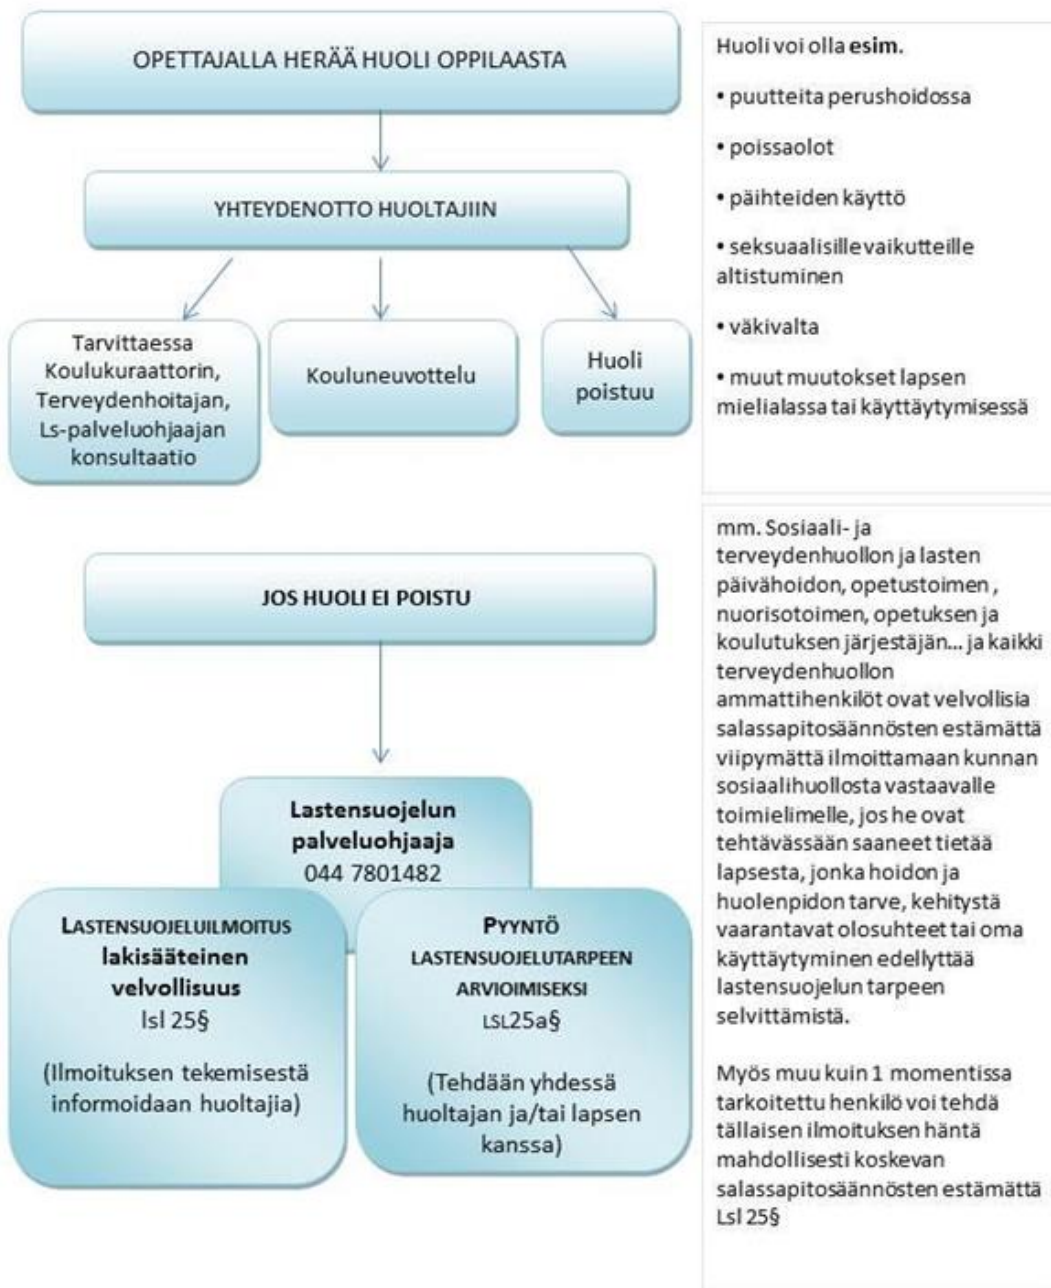 OPETTAJALLA HERÄÄ HUOLI OPPILAASTA
YHTEYDENOTTO HUOLTAJIIN
Tarvittaessa
Koulukuraattorin,
Terveydenhoitajan,
Ls-palveluohjaajan
konsultaatio
Kouluneuvottelu
Huoli
poistuu
Huoli voi olla esim.
• puutteita perushoidossa
• poissaolot
• päihteiden käyttö
• seksuaalisille vaikutteille
altistuminen
• väkivalta
• muut muutokset lapsen
mielialassa tai käyttäytymisessä
JOS HUOLI EI POISTU
Lastensuojelun
palveluohjaaja
044 7801482
LASTENSUOJELUILMOITUS
lakisääteinen
velvollisuus
lsl 25§
(Ilmoituksen tekemisestä
informoidaan huoltajia)
PYYNTÖ
LASTENSUOJELUTARPEEN
ARVIOIMISEKSI
LSL25a§
(Tehdään yhdessä
huoltajan ja/tai lapsen
kanssa)
mm. Sosiaali- ja
terveydenhuollon ja lasten
päivähoidon, opetustoimen ,
nuorisotoimen, opetuksen ja
koulutuksen järjestäjän... ja kaikki
terveydenhuollon
ammattihenkilöt ovat velvollisia
salassapitosäännösten estämättä
viipymättä ilmoittamaan kunnan
sosiaalihuollosta vastaavalle
toimielimelle, jos he ovat
tehtävässään saaneet tietää
lapsesta, jonka hoidon ja
huolenpidon tarve, kehitystä
vaarantavat olosuhteet tai oma
käyttäytyminen edellyttää
lastensuojelun tarpeen
selvittämistä.
Myös muu kuin 1 momentissa
tarkoitettu henkilö voi tehdä
tällaisen ilmoituksen häntä
mahdollisesti koskevan
salassapitosäännösten estämättä
Lsl 25§